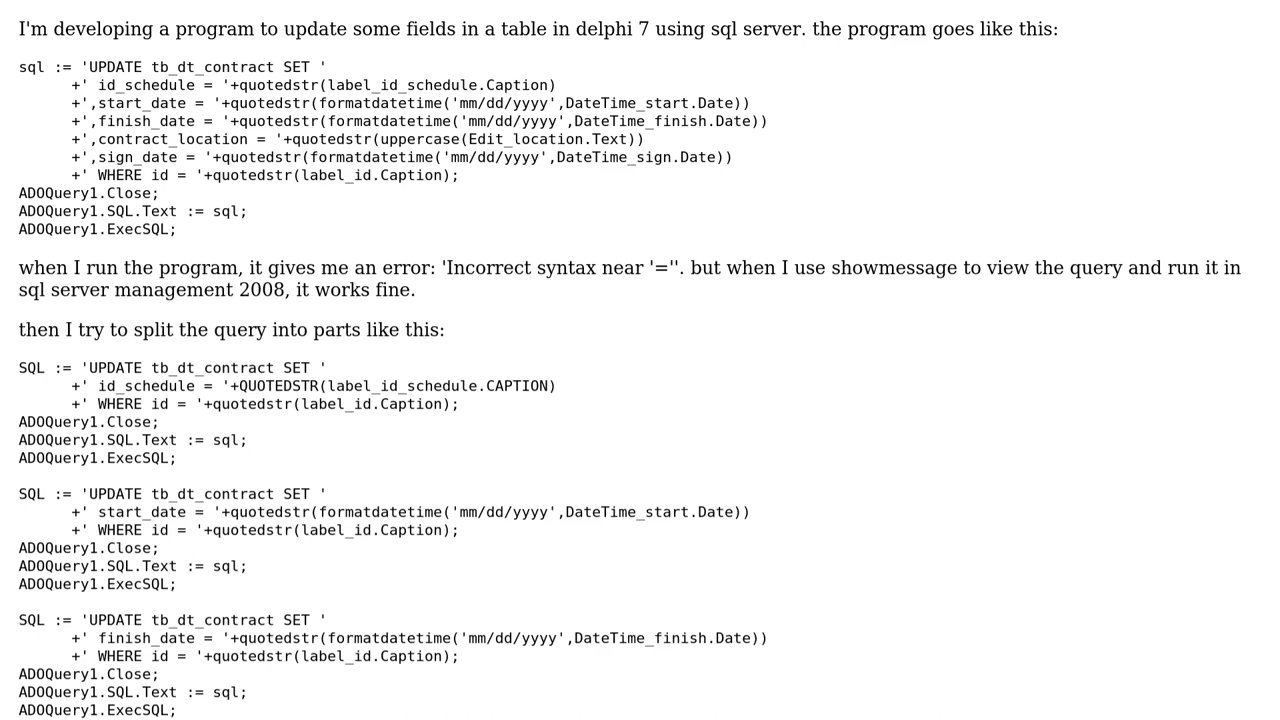 I'm developing a program to update some fields in a table in delphi 7 using sql server. the program goes like this:
sql := 'UPDATE tb_dt_contract SET '
      +' id_schedule = '+quotedstr(label_id_schedule.Caption)
      +',start_date = '+quotedstr(formatdatetime('mm/dd/yyyy',DateTime_start.Date))
      +',finish_date = '+quotedstr(formatdatetime('mm/dd/yyyy',DateTime_finish.Date))
      +',contract_location = '+quotedstr(uppercase(Edit_location.Text))
      +',sign_date = '+quotedstr(formatdatetime('mm/dd/yyyy',DateTime_sign.Date))
      +' WHERE id = '+quotedstr(label_id.Caption);
ADOQuery1.Close;
ADOQuery1.SQL.Text := sql;
ADOQuery1.ExecSQL;
when I run the program, it gives me an error: 'Incorrect syntax near '=''. but when I use showmessage to view the query and run it in
sql server management 2008, it works fine.
then I try to split the query into parts like this:
SQL := 'UPDATE tb_dt_contract SET '
      +' id_schedule = '+QUOTEDSTR(label_id_schedule.CAPTION)
      +' WHERE id = '+quotedstr(label_id.Caption);
ADOQuery1.Close;
ADOQuery1.SQL.Text := sql;
ADOQuery1.ExecSQL;
SQL := 'UPDATE tb_dt_contract SET '
      +' start_date = '+quotedstr(formatdatetime('mm/dd/yyyy',DateTime_start.Date))
      +' WHERE id = '+quotedstr(label_id.Caption);
ADOQuery1.Close;
ADOQuery1.SQL.Text := sql;
ADOQuery1.ExecSQL;
SQL := 'UPDATE tb_dt_contract SET '
      +' finish_date = '+quotedstr(formatdatetime('mm/dd/yyyy',DateTime_finish.Date))
      +' WHERE id = '+quotedstr(label_id.Caption);
ADOQuery1.Close;
ADOQuery1.SQL.Text := sql;
ADOQuery1.ExecSQL;